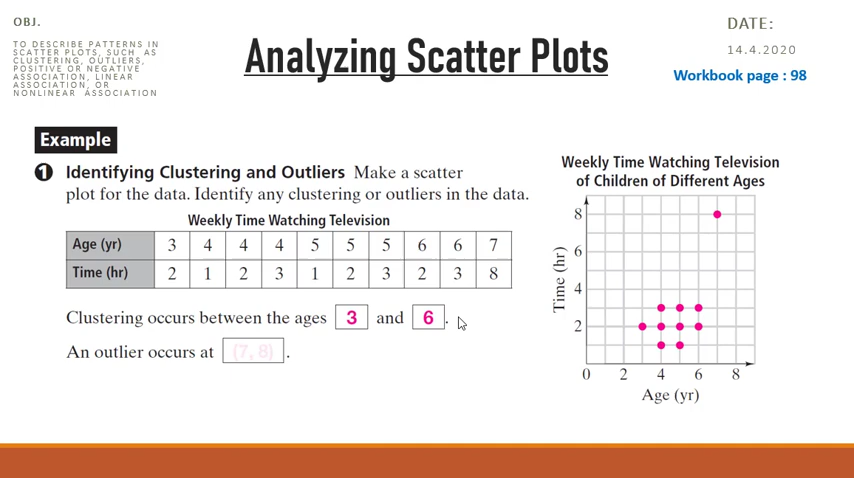 OBJ.
TO DESCRIBE PATTERNS IN
SCATTER PLOTS, SUCH AS
CLUSTERING, OUTLIERS,
POSITIVE OR NEGATIVE
ASSOCIATION, LINEAR
ASSOCIATION, OR
NONLINEAR ASSOCIATION
Analyzing Scatter Plots
DATE:
14.4.2020
Workbook page : 98
Example
1 Identifying Clustering and Outliers Make a scatter
plot for the data. Identify any clustering or outliers in the data.
Weekly Time Watching Television
Age (yr) 3 4 4 4 5 5 5 6 6 7
Time (hr) 2 1 2 3 1 2 3 2 3 8
Clustering occurs between the ages 3 and 6 .
An outlier occurs at (7, 8) .
Weekly Time Watching Television
of Children of Different Ages
8
6
4
2
Time (hr)
0 2 4 6 8
Age (yr)